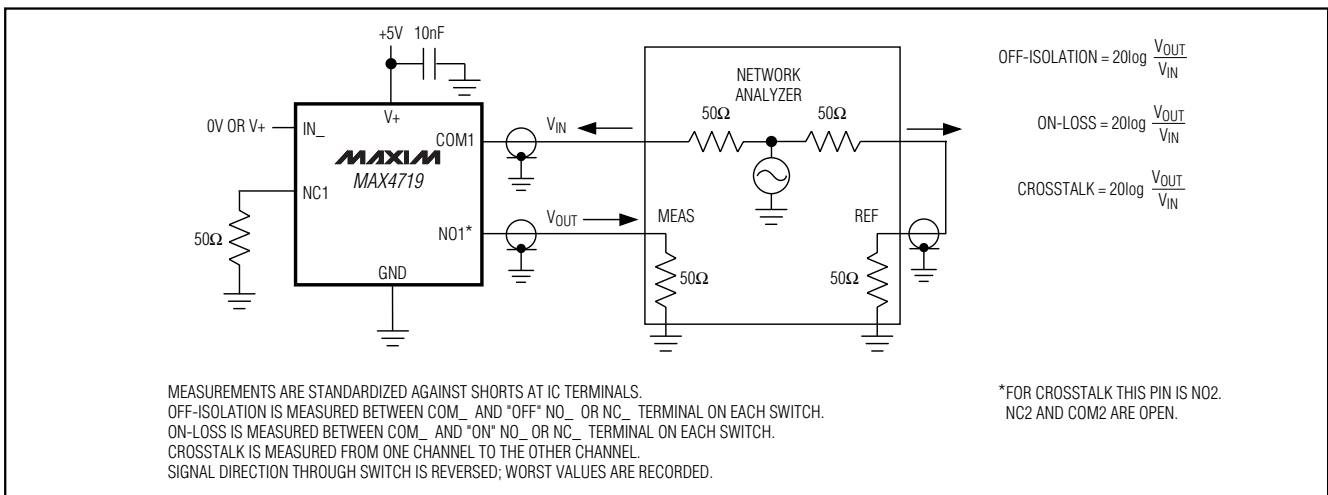 +5V 10nF
V+
0V OR V+
IN_
COM1
MAXIM
MAX4719
NC1
NO1*
50Ω
GND
VIN
VOUT
NETWORK
ANALYZER
50Ω
50Ω
MEAS
REF
50Ω
50Ω
OFF-ISOLATION = 20log VOUT
VIN
ON-LOSS = 20log VOUT
VIN
CROSSTALK = 20log VOUT
VIN
MEASUREMENTS ARE STANDARDIZED AGAINST SHORTS AT IC TERMINALS.
OFF-ISOLATION IS MEASURED BETWEEN COM_ AND "OFF" NO_ OR NC_ TERMINAL ON EACH SWITCH.
ON-LOSS IS MEASURED BETWEEN COM_ AND "ON" NO_ OR NC_ TERMINAL ON EACH SWITCH.
CROSSTALK IS MEASURED FROM ONE CHANNEL TO THE OTHER CHANNEL.
SIGNAL DIRECTION THROUGH SWITCH IS REVERSED; WORST VALUES ARE RECORDED.
*FOR CROSSTALK THIS PIN IS NO2.
NC2 AND COM2 ARE OPEN.